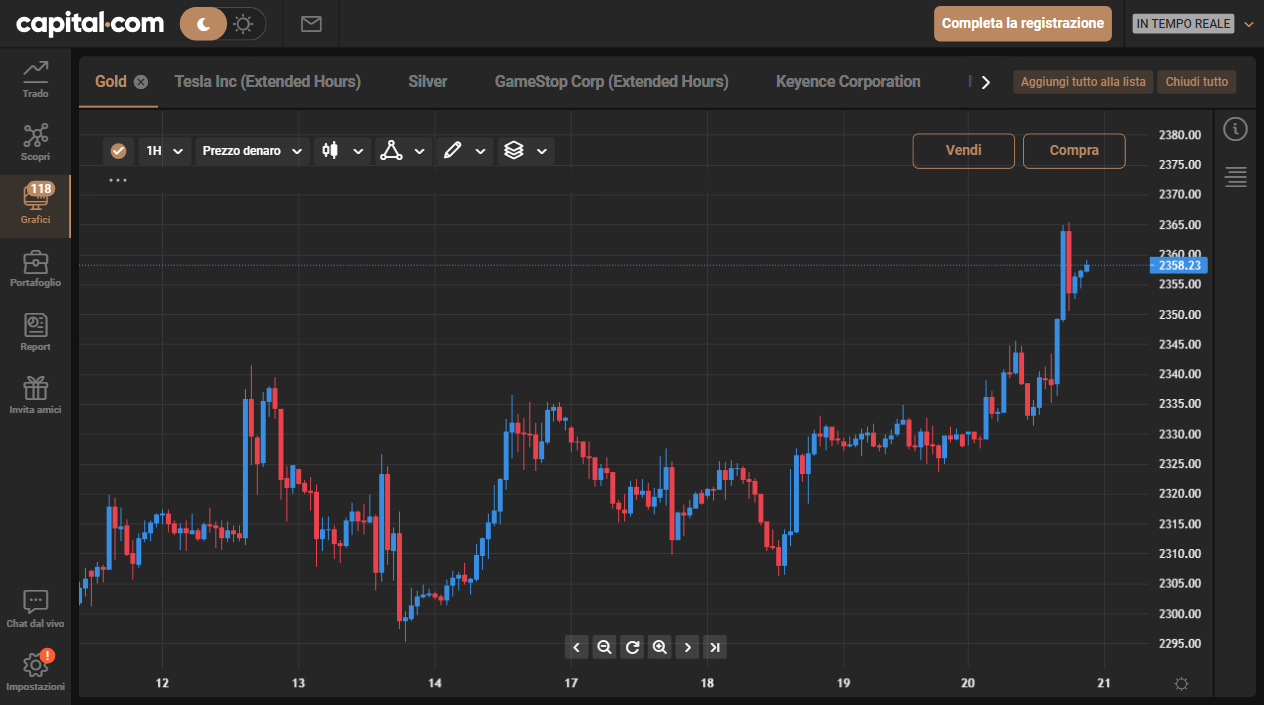 capital.com
Completa la registrazione
IN TEMPO REALE
Trado
Scopri
118
Grafici
Portafoglio
Report
Invita amici
Chat dal vivo
!
Impostazioni
Gold
Tesla Inc (Extended Hours)
Silver
GameStop Corp (Extended Hours)
Keyence Corporation
Aggiungi tutto alla lista
Chiudi tutto
1H
Prezzo denaro
Vendi
Compra
2380.00
2375.00
2370.00
2365.00
2360.00
2358.23
2355.00
2350.00
2345.00
2340.00
2335.00
2330.00
2325.00
2320.00
2315.00
2310.00
2305.00
2300.00
2295.00
12 13 14 17 18 19 20 21